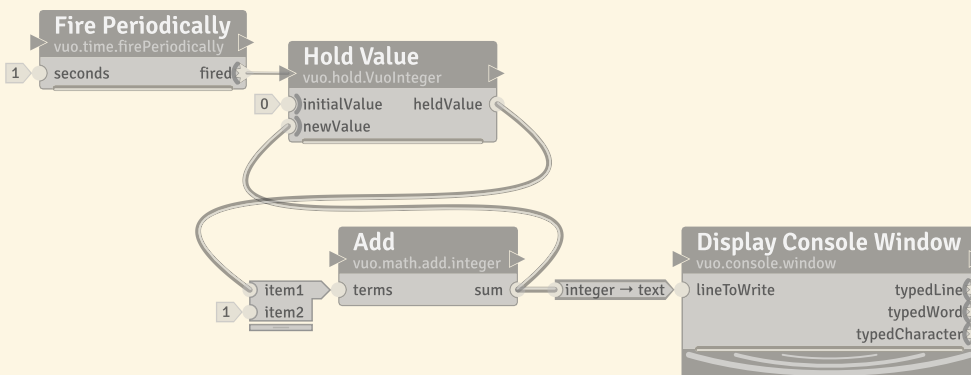 Fire Periodically
vuo.time.firePeriodically
1 seconds fired
Hold Value
vuo.hold.VuoInteger
0 initialValue heldValue
newValue
Add
vuo.math.add.integer
item1 terms sum integer → text
1 item2
Display Console Window
vuo.console.window
lineToWrite typedLine
typedWord
typedCharacter